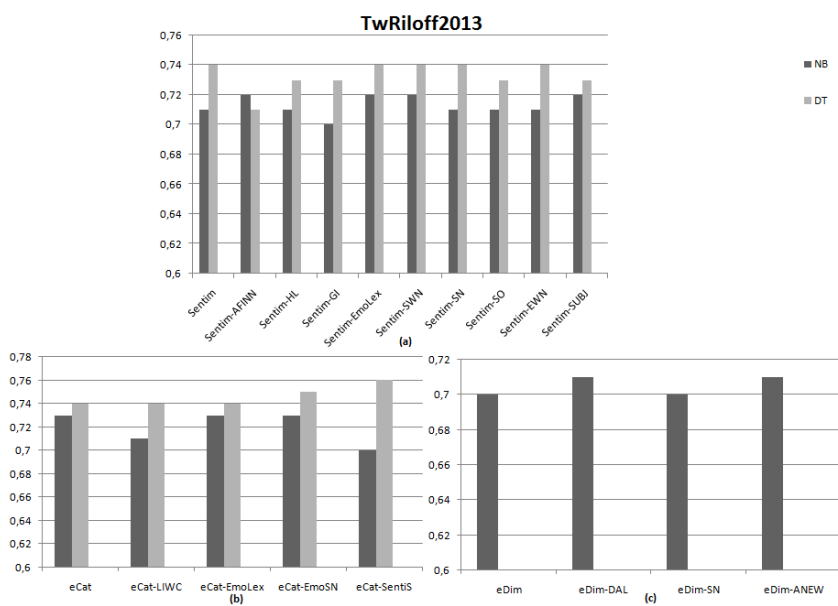 TwRiloff2013
0,76
0,74
0,72
0,7
0,68
0,66
0,64
0,62
0,6
NB
DT
Sentim
Sentim-AFINN
Sentim-HL
Sentim-GI
Sentim-EmoLex
Sentim-SWN
Sentim-SN
Sentim-SO
Sentim-EWN
Sentim-SUBJ
(a)
0,78
0,76
0,74
0,72
0,7
0,68
0,66
0,64
0,62
0,6
eCat eCat-LIWC eCat-EmoLex eCat-EmoSN eCat-SentiS
(b)
0,72
0,7
0,68
0,66
0,64
0,62
0,6
eDim eDim-DAL eDim-SN eDim-ANEW
(c)